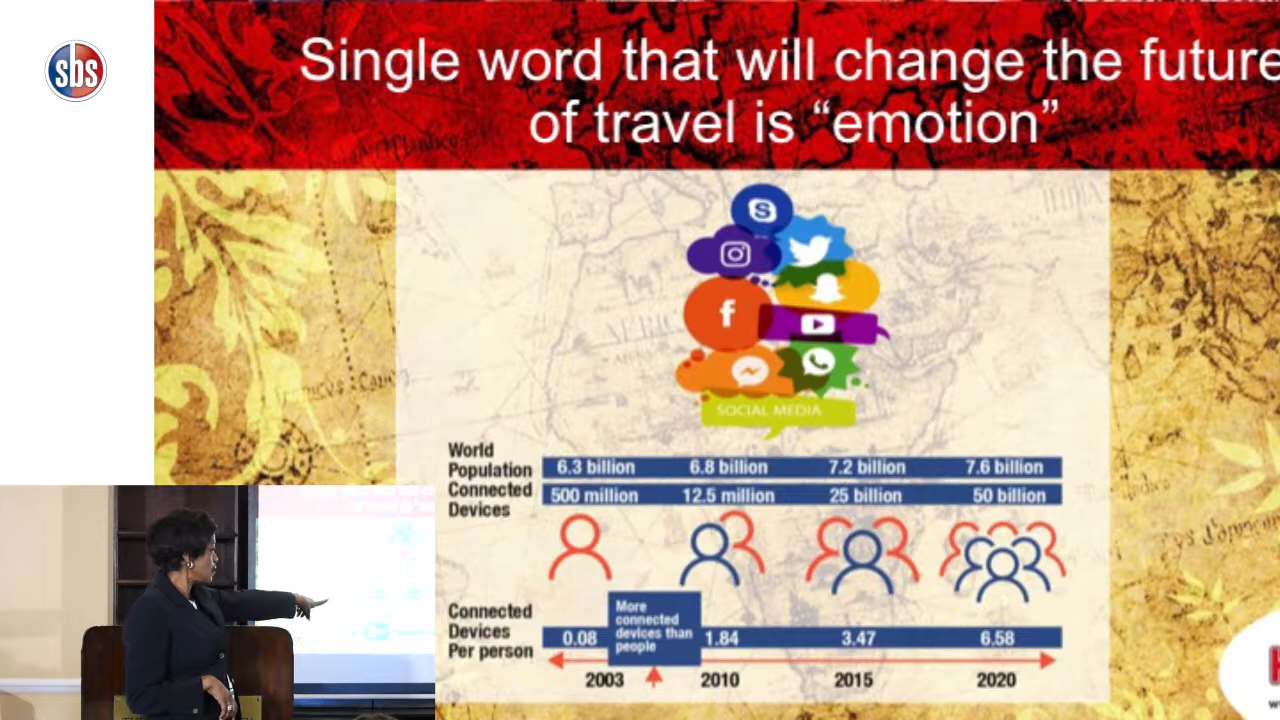 sbs
Single word that will change the future
of travel is “emotion”
SOCIAL MEDIA
World
Population
6.3 billion 6.8 billion 7.2 billion 7.6 billion
Connected
Devices
500 million 12.5 million 25 billion 50 billion
Connected
Devices
Per person
0.08 1.84 3.47 6.58
More
connected
devices than
people
2003 2010 2015 2020